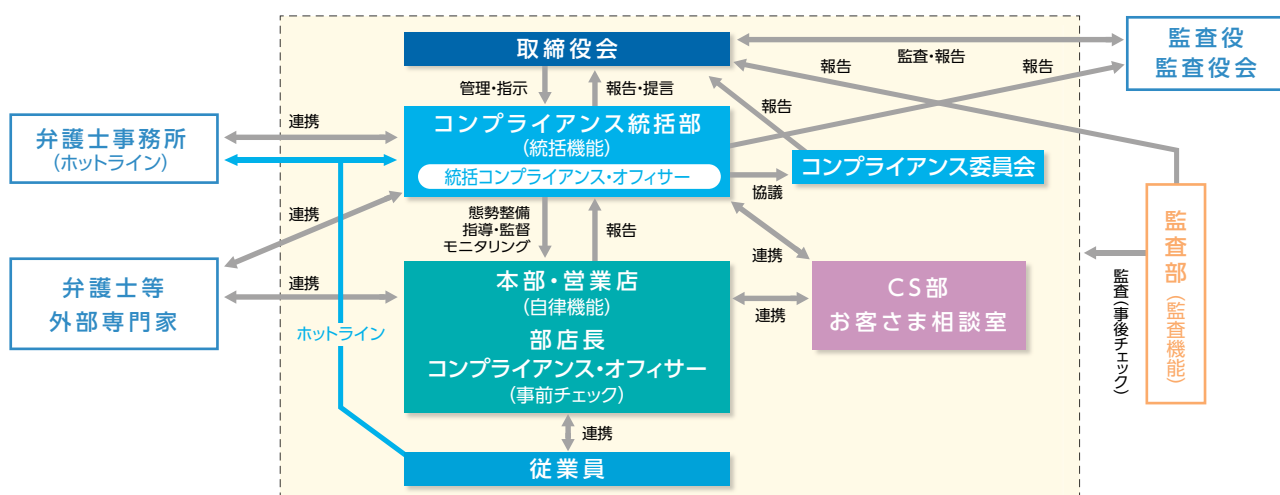 取締役会
監査・報告
監査役
監査役会
報告
報告
管理・指示
報告・提言
報告
弁護士事務所
(ホットライン)
連携
コンプライアンス統括部
(統括機能)
統括コンプライアンス・オフィサー
コンプライアンス委員会
協議
連携
態勢整備
指導・監督
モニタリング
報告
連携
監査部(監査機能)
監査(事後チェック)
弁護士等
外部専門家
連携
ホットライン
本部・営業店
(自律機能)
部店長
コンプライアンス・オフィサー
(事前チェック)
連携
CS部
お客さま相談室
連携
従業員